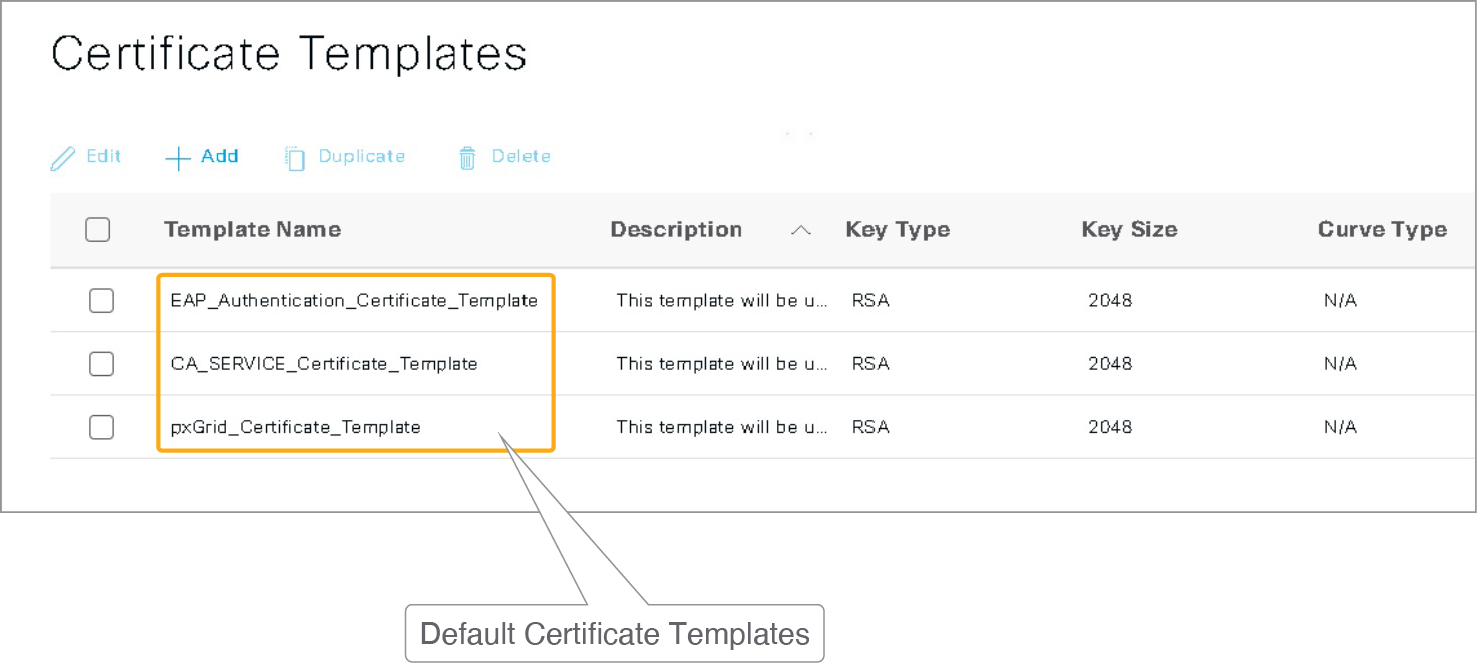 Certificate Templates
Edit Add Duplicate Delete
Template Name Description Key Type Key Size Curve Type
EAP_Authentication_Certificate_Template This template will be u... RSA 2048 N/A
CA_SERVICE_Certificate_Template This template will be u... RSA 2048 N/A
pxGrid_Certificate_Template This template will be u... RSA 2048 N/A
Default Certificate Templates